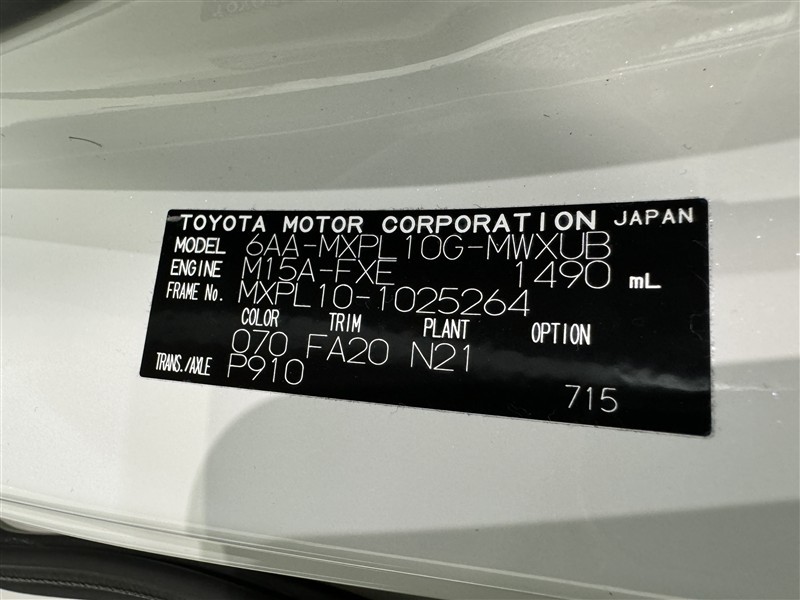 TOYOTA MOTOR CORPORATION JAPAN
MODEL 6AA-MXPL10G-MWXUB
ENGINE M15A-FXE 1490 mL
FRAME No. MXPL10-1025264
COLOR TRIM PLANT OPTION
070 FA20 N21
TRANS./AXLE P910
715